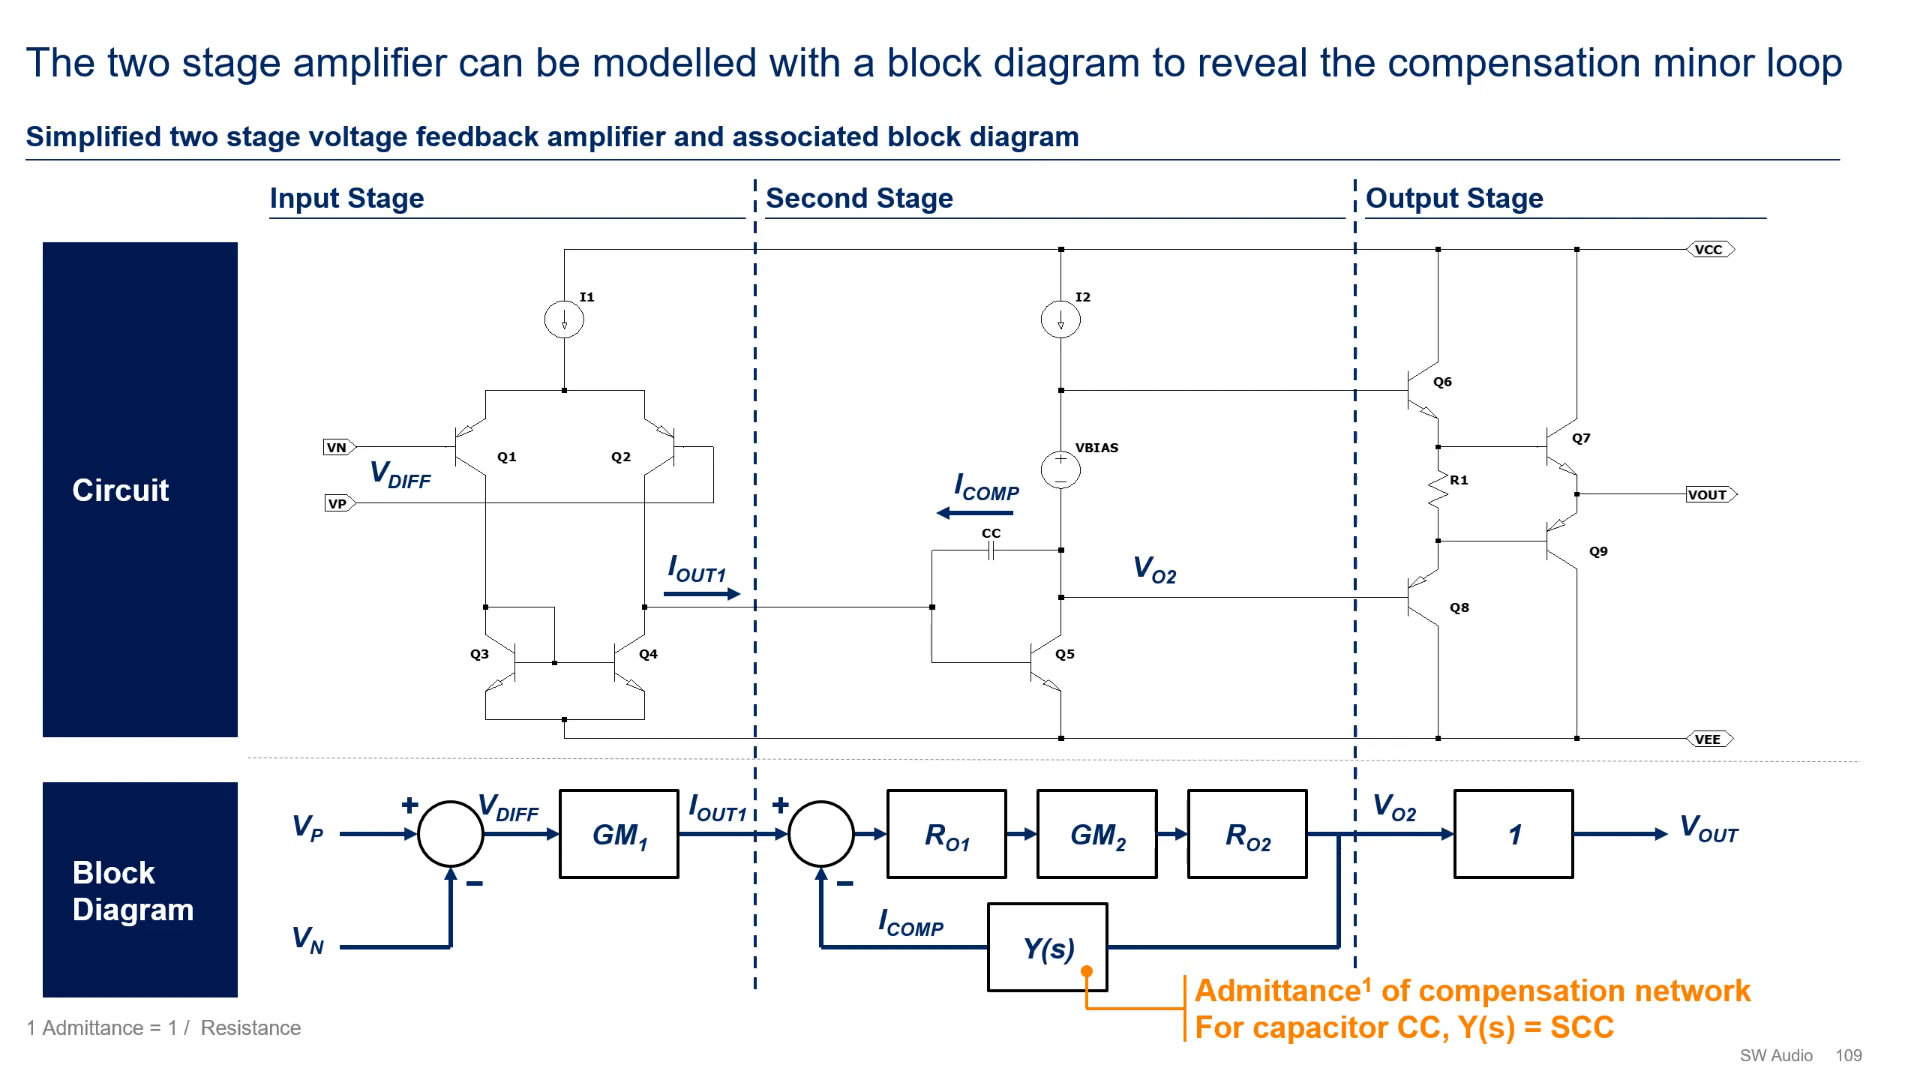 The two stage amplifier can be modelled with a block diagram to reveal the compensation minor loop
Simplified two stage voltage feedback amplifier and associated block diagram
Input Stage
Second Stage
Output Stage
Circuit
VCC
I1
I2
Q6
VN
Q1
Q2
VBIAS
Q7
VDIFF
VP
ICOMP
R1
VOUT
CC
Q9
IOUT1
VO2
Q8
Q3
Q4
Q5
VEE
Block
Diagram
VP
+
VDIFF
GM1
IOUT1
+
RO1
GM2
RO2
VO2
1
VOUT
−
−
VN
ICOMP
Y(s)
Admittance1 of compensation network
For capacitor CC, Y(s) = SCC
1 Admittance = 1 / Resistance
SW Audio 109